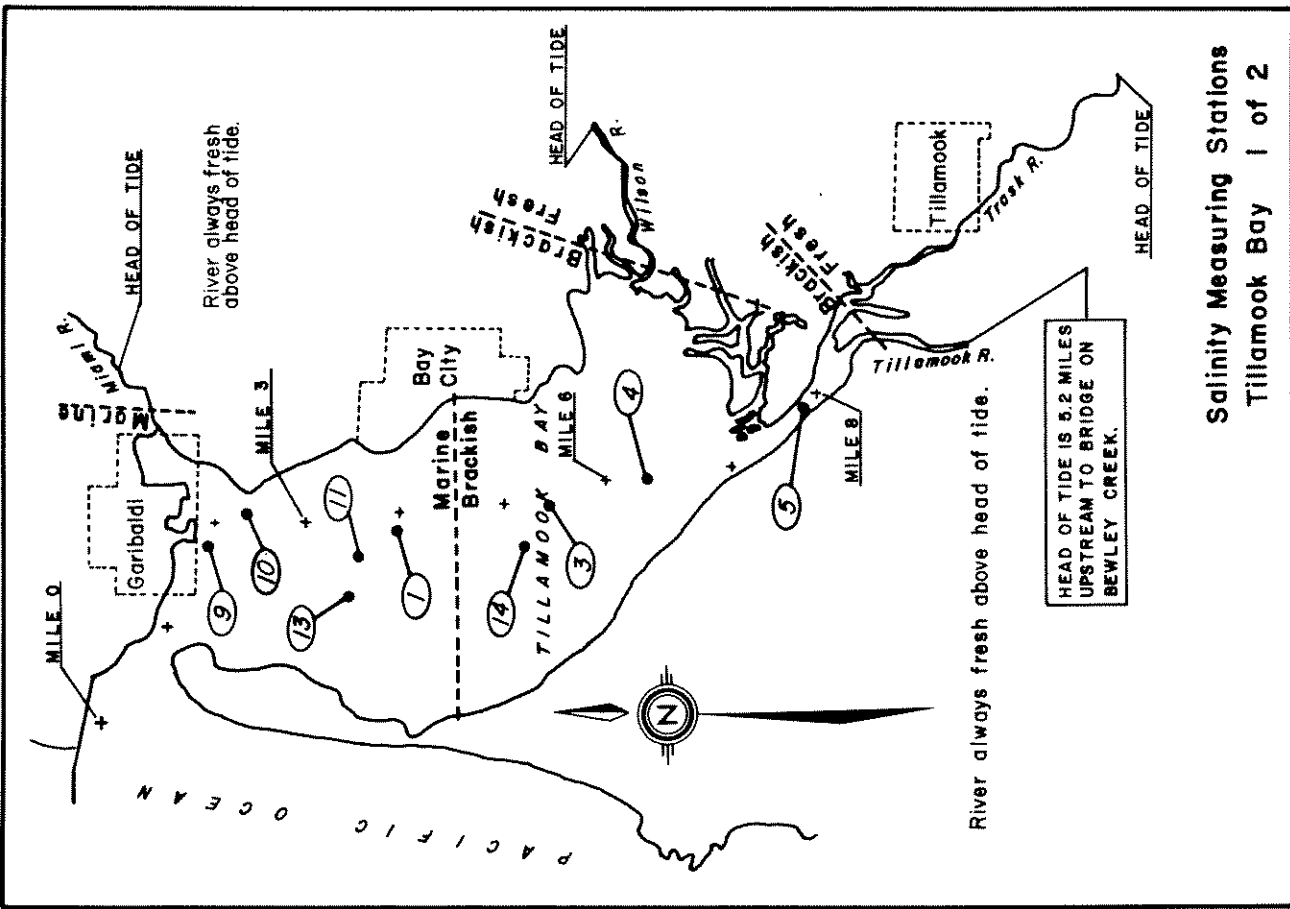 MILE 0
HEAD OF TIDE
Miami R.
River always fresh
above head of tide.
Marine
Garibaldi
MILE 3
HEAD OF TIDE
9
10
11
13
1
Bay
City
Marine
Brackish
Brackish
Fresh
Wilson R.
14
3
4
TILLAMOOK BAY
MILE 6
PACIFIC OCEAN
N
5
MILE 8
Brackish
Fresh
Tillamook
Trask R.
Tillamook R.
River always fresh above head of tide.
HEAD OF TIDE IS 5.2 MILES
UPSTREAM TO BRIDGE ON
BEWLEY CREEK.
HEAD OF TIDE
Salinity Measuring Stations
Tillamook Bay 1 of 2